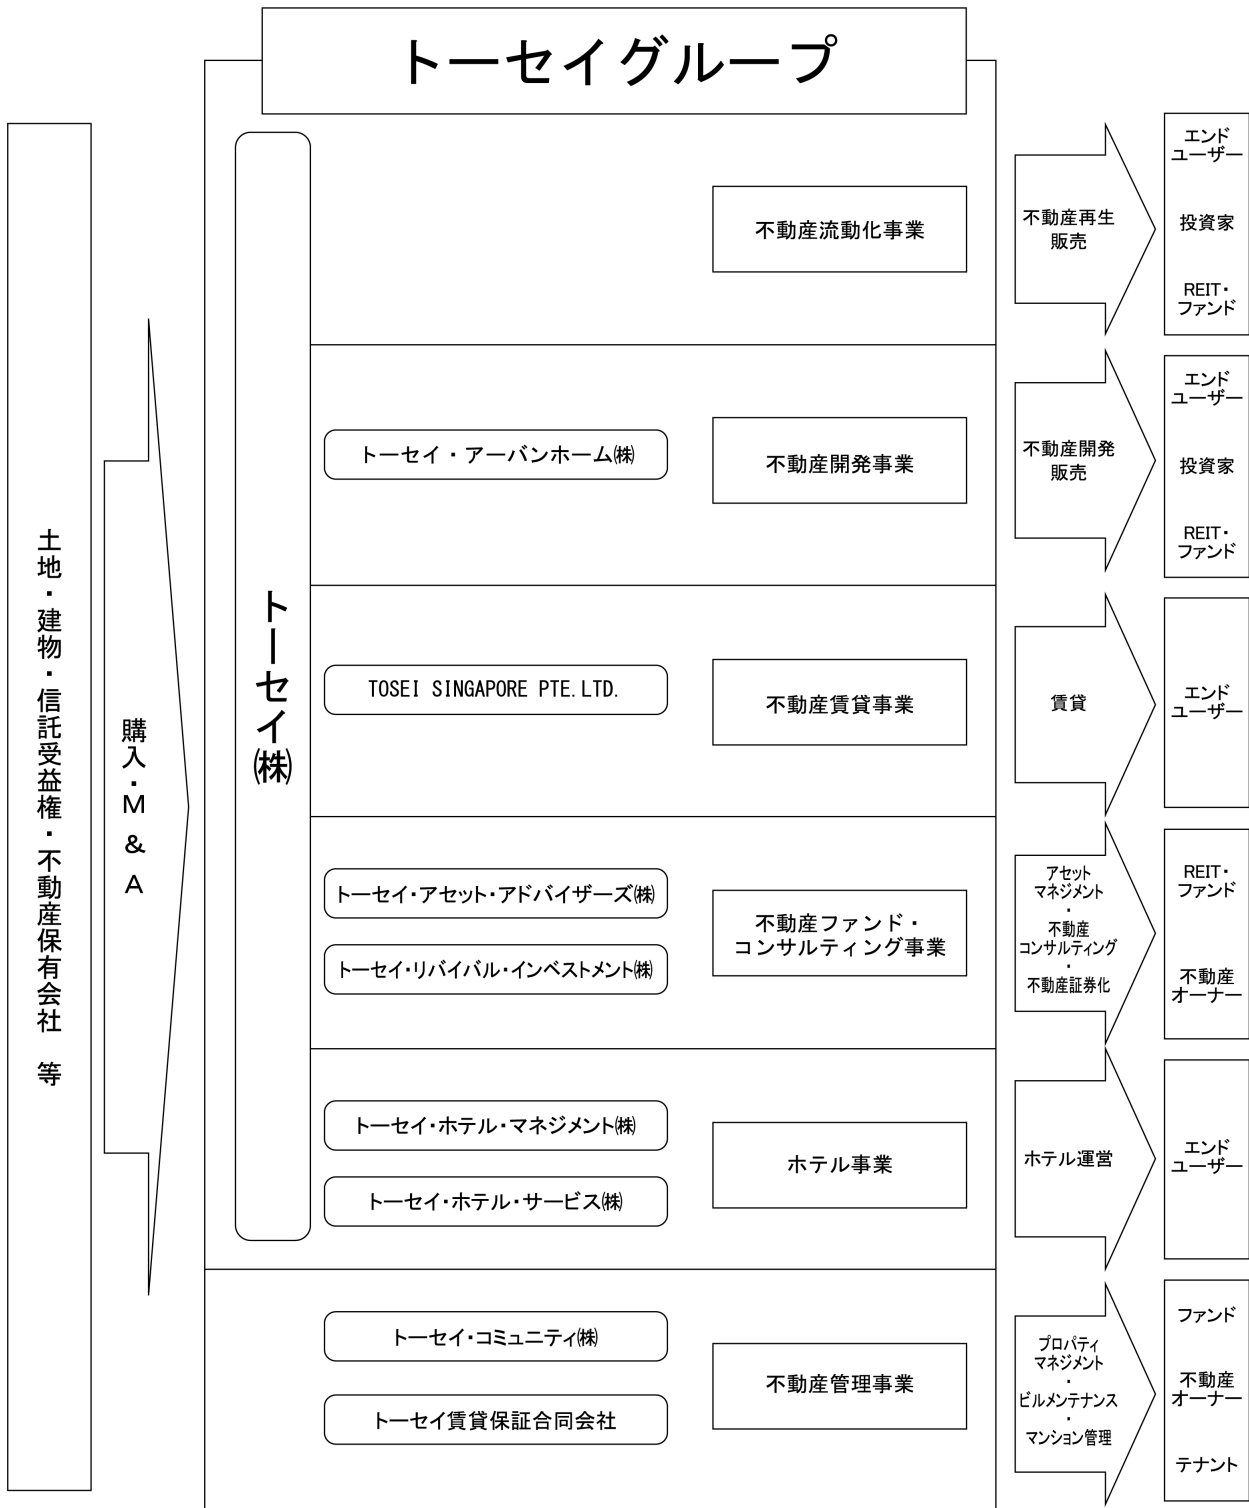 トーセイグループ
土地・建物・信託受益権・不動産保有会社 等
購入・M&A
トーセイ㈱
不動産流動化事業
不動産再生
販売
エンド
ユーザー
投資家
REIT・
ファンド
トーセイ・アーバンホーム㈱
不動産開発事業
不動産開発
販売
エンド
ユーザー
投資家
REIT・
ファンド
TOSEI SINGAPORE PTE.LTD.
不動産賃貸事業
賃貸
エンド
ユーザー
トーセイ・アセット・アドバイザーズ㈱
トーセイ・リバイバル・インベストメント㈱
不動産ファンド・
コンサルティング事業
アセット
マネジメント
・
不動産
コンサルティング
・
不動産証券化
REIT・
ファンド
不動産
オーナー
トーセイ・ホテル・マネジメント㈱
トーセイ・ホテル・サービス㈱
ホテル事業
ホテル運営
エンド
ユーザー
トーセイ・コミュニティ㈱
トーセイ賃貸保証合同会社
不動産管理事業
プロパティ
マネジメント
・
ビルメンテナンス
・
マンション管理
ファンド
不動産
オーナー
テナント